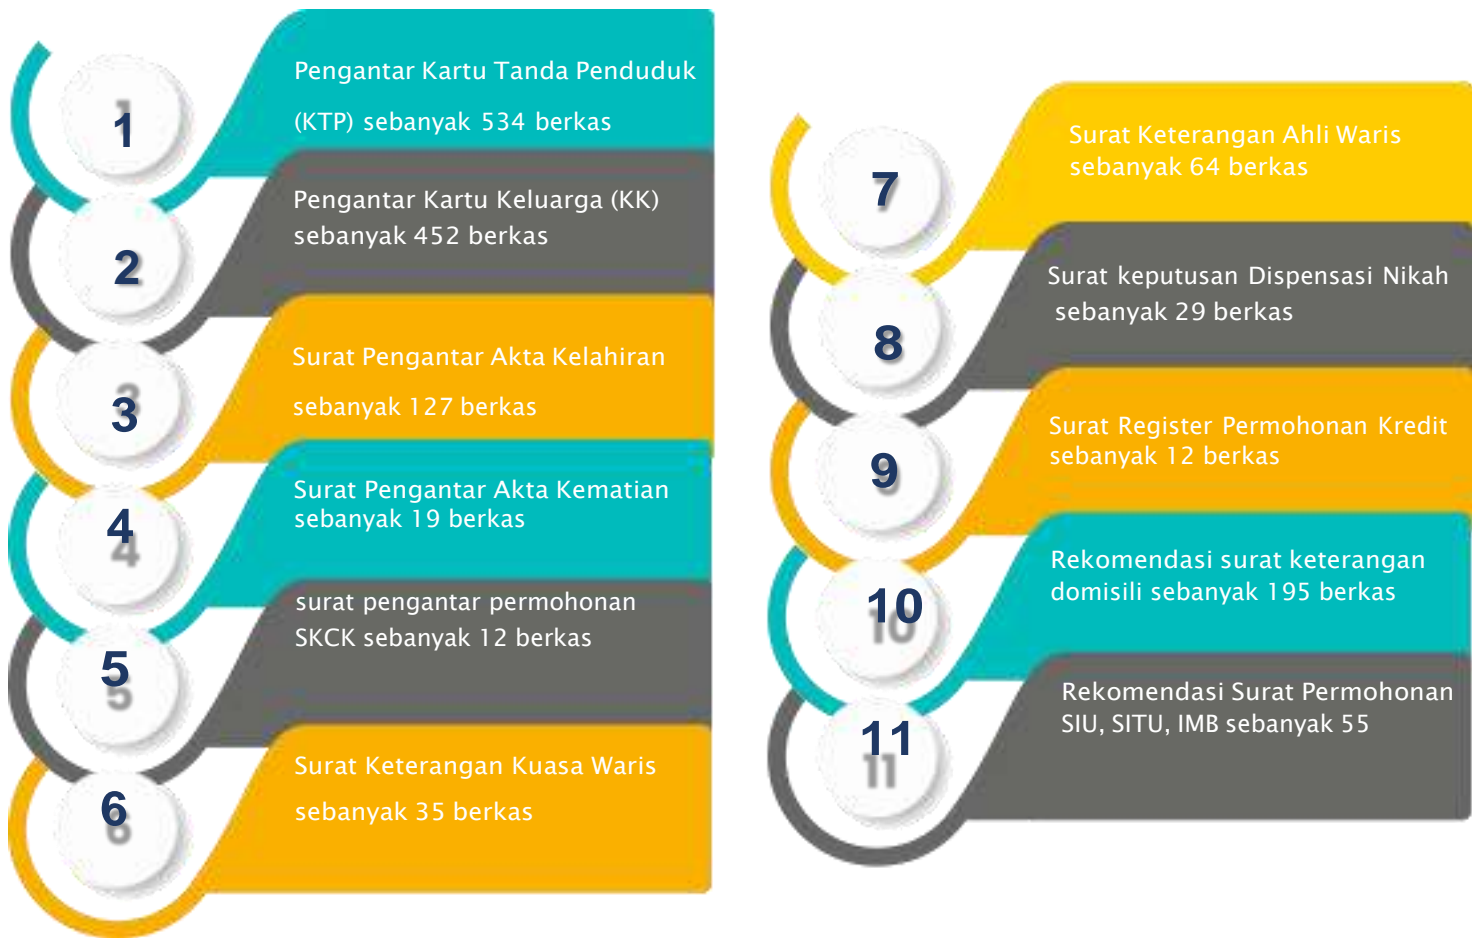 1
Pengantar Kartu Tanda Penduduk
(KTP) sebanyak 534 berkas
2
Pengantar Kartu Keluarga (KK)
sebanyak 452 berkas
3
Surat Pengantar Akta Kelahiran
sebanyak 127 berkas
4
Surat Pengantar Akta Kematian
sebanyak 19 berkas
5
surat pengantar permohonan
SKCK sebanyak 12 berkas
6
Surat Keterangan Kuasa Waris
sebanyak 35 berkas
7
Surat Keterangan Ahli Waris
sebanyak 64 berkas
8
Surat keputusan Dispensasi Nikah
sebanyak 29 berkas
9
Surat Register Permohonan Kredit
sebanyak 12 berkas
10
Rekomendasi surat keterangan
domisili sebanyak 195 berkas
11
Rekomendasi Surat Permohonan
SIU, SITU, IMB sebanyak 55